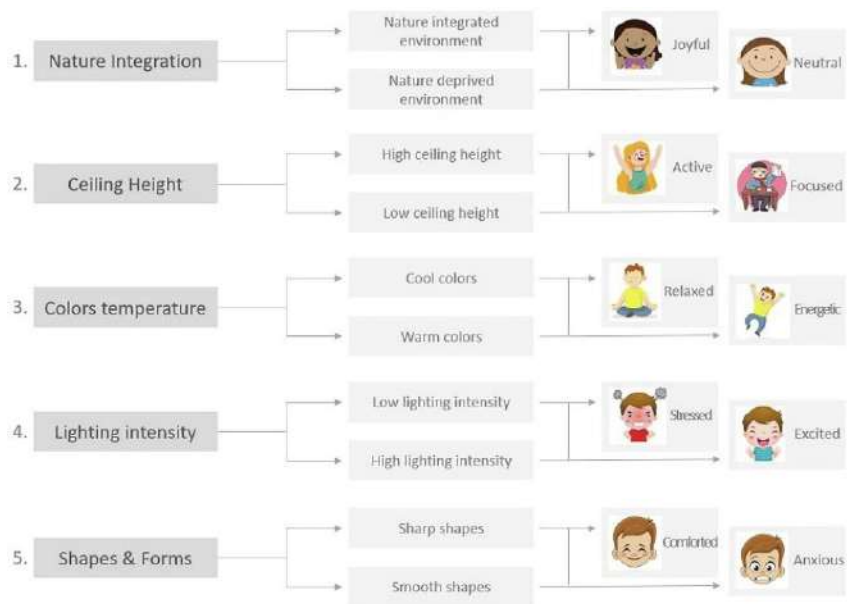 1. Nature Integration
Nature integrated
environment
Nature deprived
environment
Joyful
Neutral
2. Ceiling Height
High ceiling height
Low ceiling height
Active
Focused
3. Colors temperature
Cool colors
Warm colors
Relaxed
Energetic
4. Lighting intensity
Low lighting intensity
High lighting intensity
Stressed
Excited
5. Shapes & Forms
Sharp shapes
Smooth shapes
Comforted
Anxious